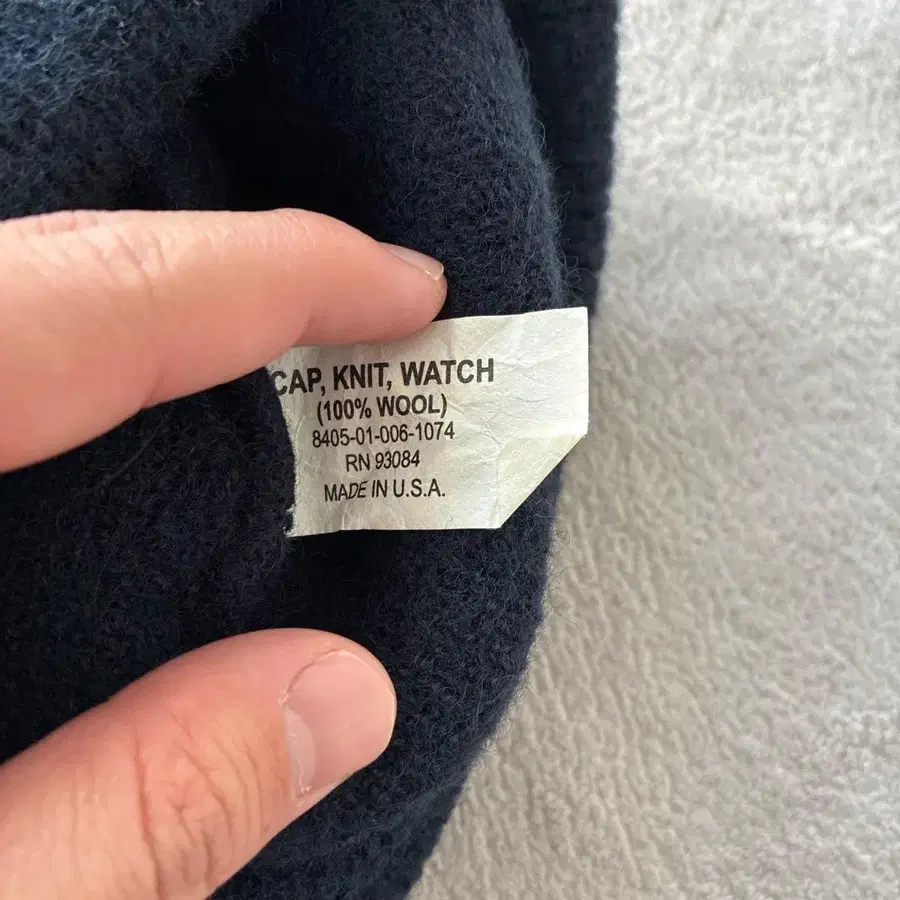 CAP, KNIT, WATCH
(100% WOOL)
8405-01-006-1074
RN 93084
MADE IN U.S.A.